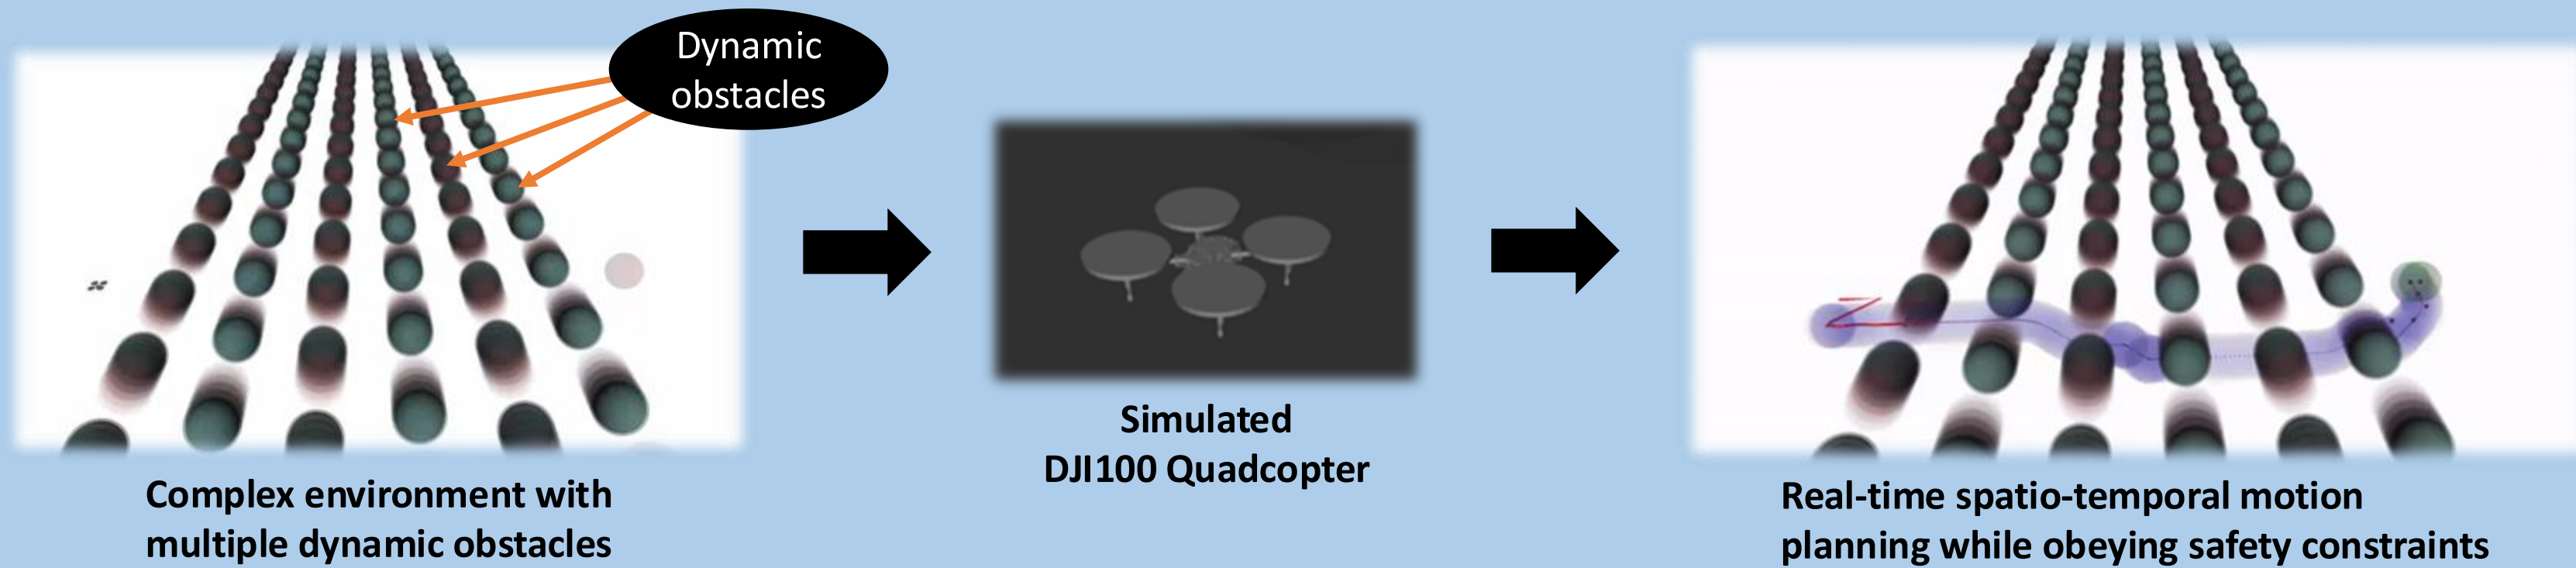 Dynamic
obstacles
Complex environment with
multiple dynamic obstacles
Simulated
DJI100 Quadcopter
Real-time spatio-temporal motion
planning while obeying safety constraints